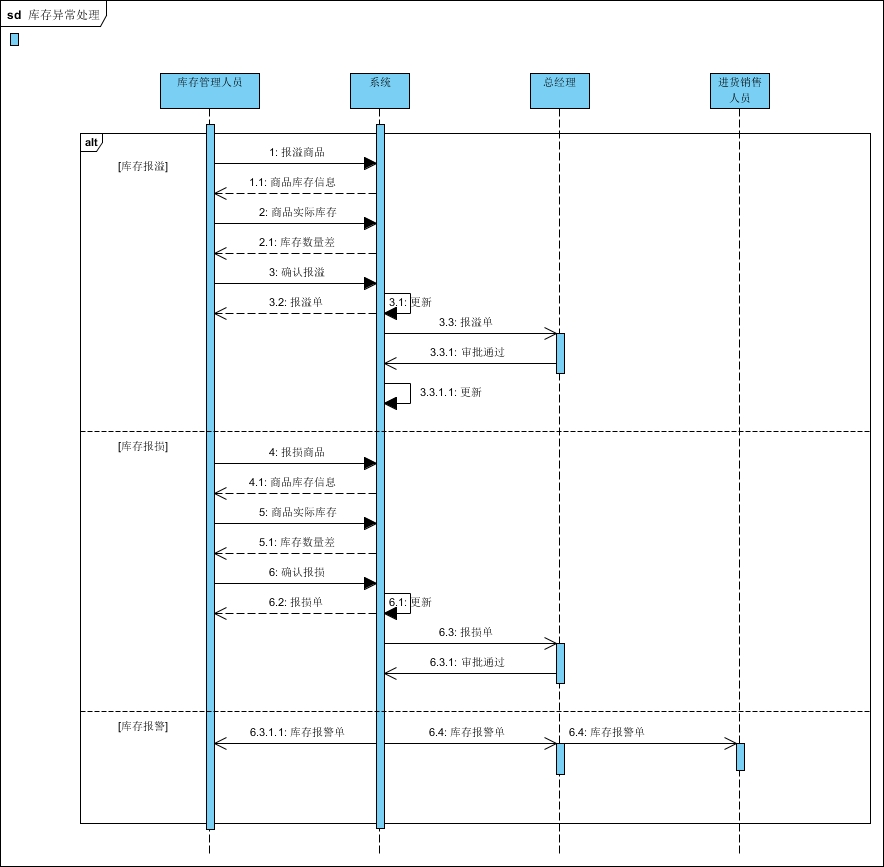 sd 库存异常处理
库存管理人员
系统
总经理
进货销售
人员
alt
[库存报溢]
1: 报溢商品
1.1: 商品库存信息
2: 商品实际库存
2.1: 库存数量差
3: 确认报溢
3.1: 更新
3.2: 报溢单
3.3: 报溢单
3.3.1: 审批通过
3.3.1.1: 更新
[库存报损]
4: 报损商品
4.1: 商品库存信息
5: 商品实际库存
5.1: 库存数量差
6: 确认报损
6.1: 更新
6.2: 报损单
6.3: 报损单
6.3.1: 审批通过
[库存报警]
6.3.1.1: 库存报警单
6.4: 库存报警单
6.4: 库存报警单